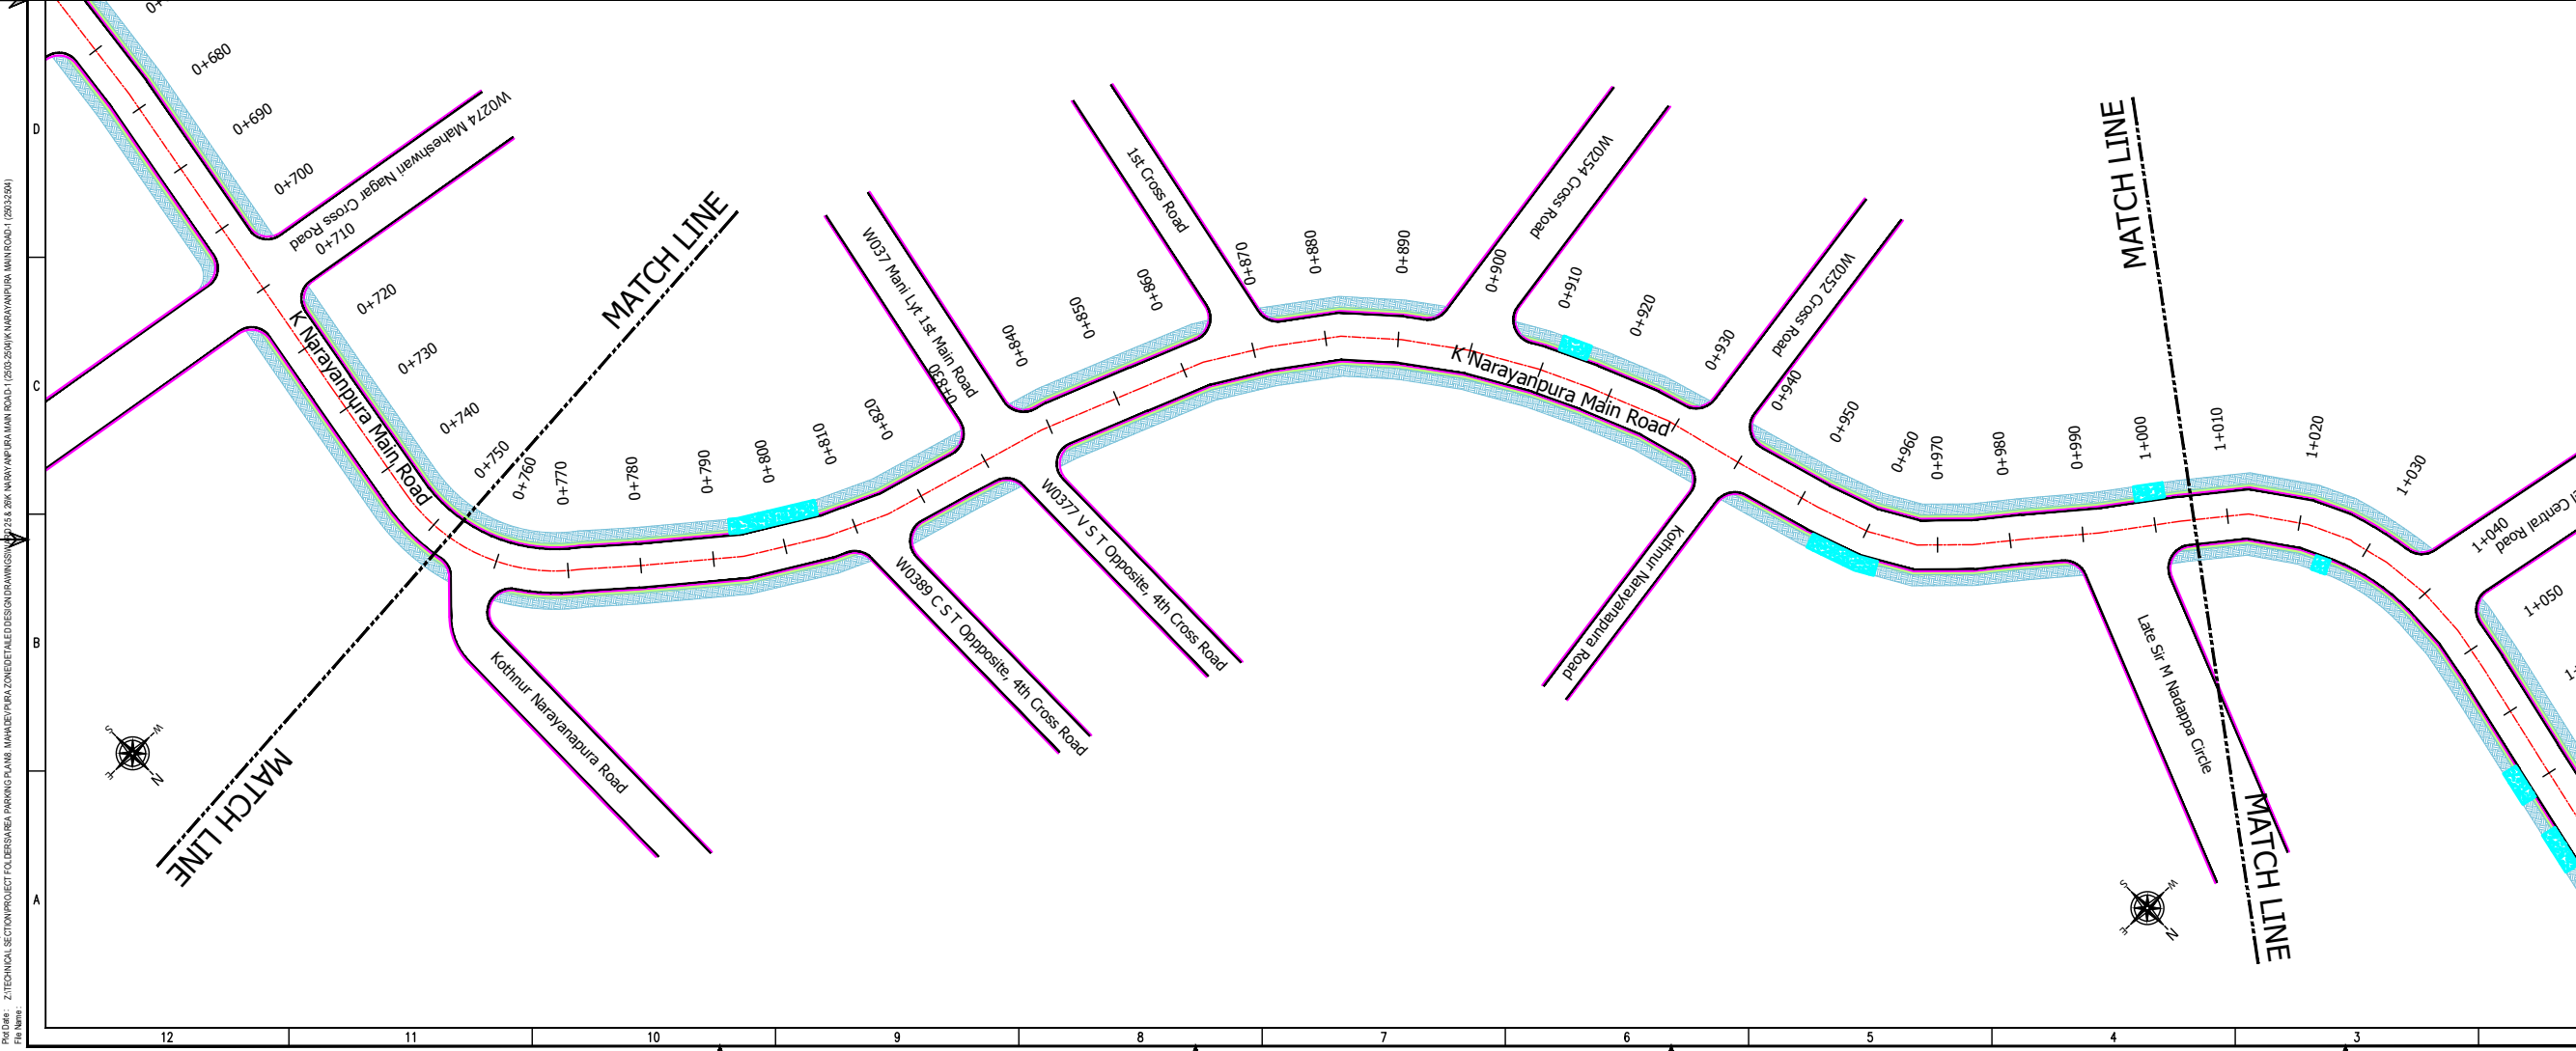 0+680
0+690
0+700
W0274 Maheshwari Nagar Cross Road
0+710
0+720
0+730
0+740
0+750
K Narayanpura Main Road
MATCH LINE
MATCH LINE
0+760
0+770
0+780
0+790
0+800
0+810
0+820
0+830
W037 Mani Lyt 1st Main Road
0+840
0+850
0+860
1st Cross Road
0+870
0+880
0+890
0+900
W0254 Cross Road
0+910
0+920
0+930
W0252 Cross Road
0+940
0+950
0+960
0+970
0+980
0+990
1+000
K Narayanpura Main Road
Kothnur Narayanapura Road
W0389 C S T Oppposite, 4th Cross Road
W0377 V S T Opposite, 4th Cross Road
Kothnur Narayanapura Road
Late Sir M Nadappa Circle
MATCH LINE
MATCH LINE
1+010
1+020
1+030
1+040
Central Road
1+050
S
W
E
N
S
W
E
N
D
C
B
A
12
11
10
9
8
7
6
5
4
3
Plot Date :
File Name :